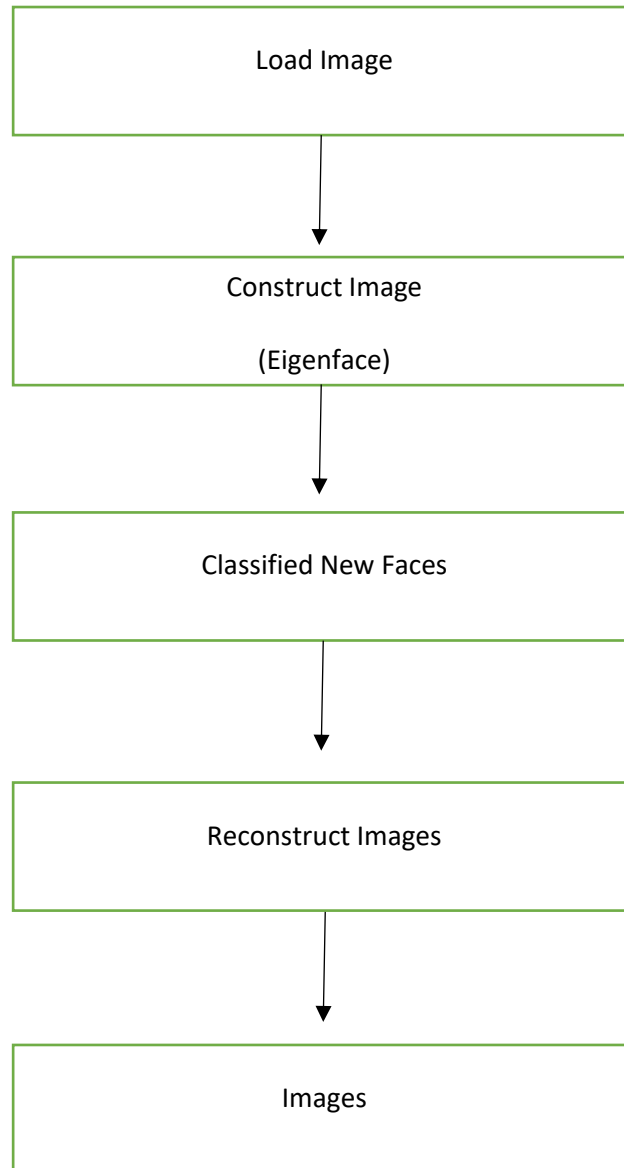 Load Image
Construct Image
(Eigenface)
Classified New Faces
Reconstruct Images
Images